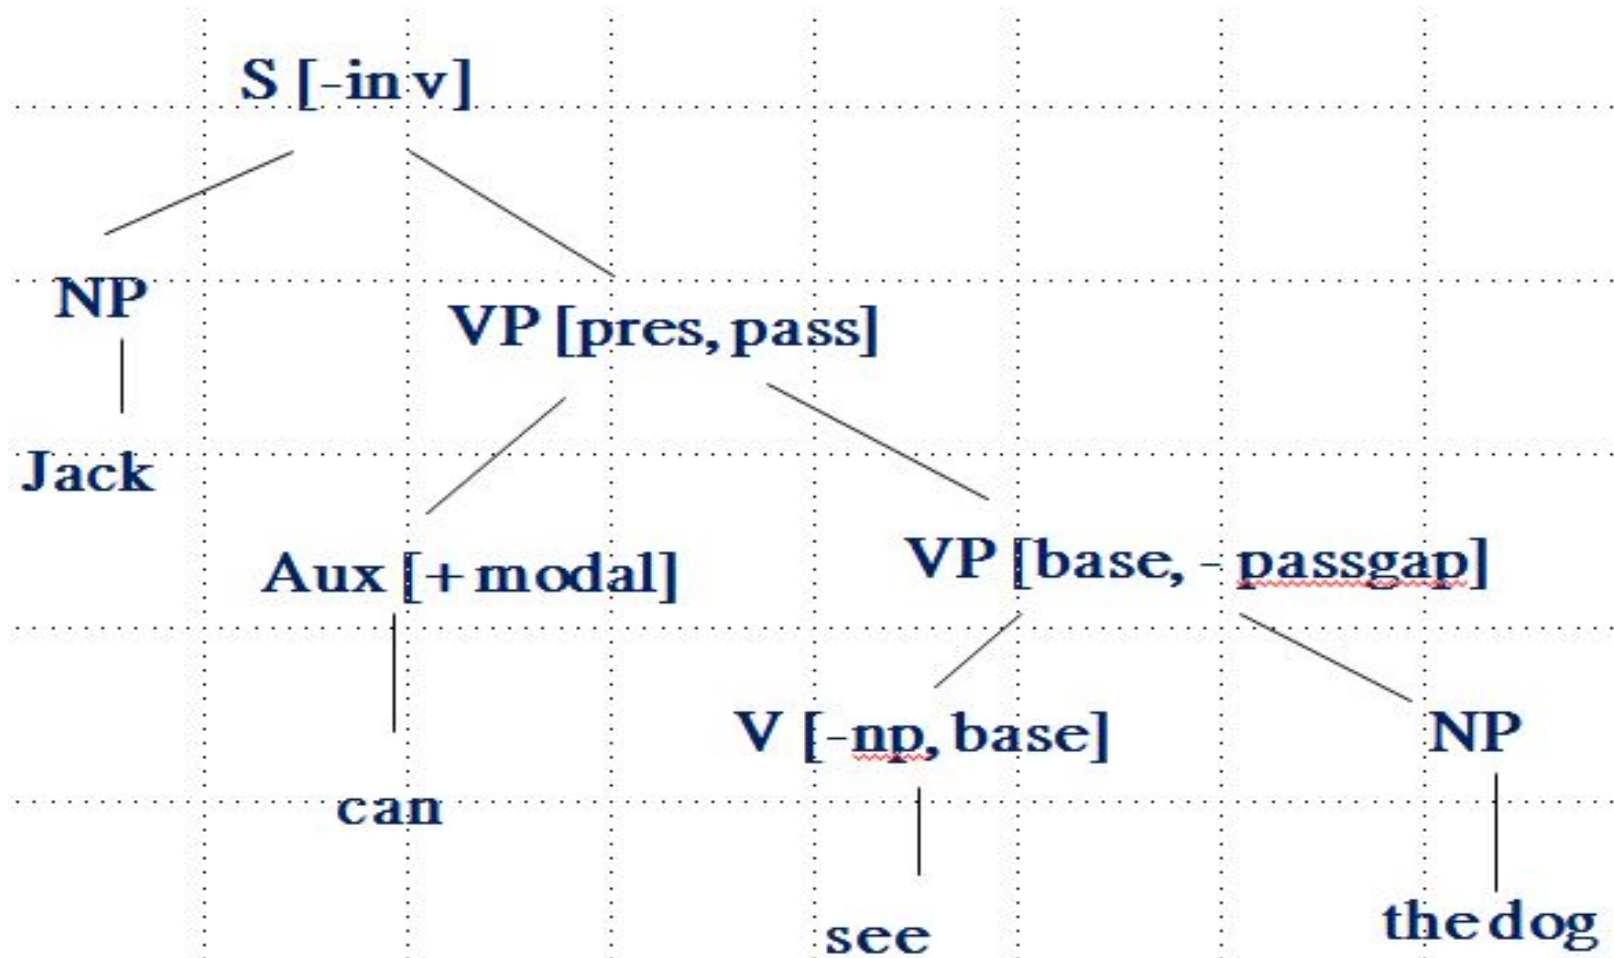 S [-inv]
NP
VP [pres, pass]
Jack
Aux [+modal]
VP [base, - passgap]
V [-np, base]
NP
can
see
the dog